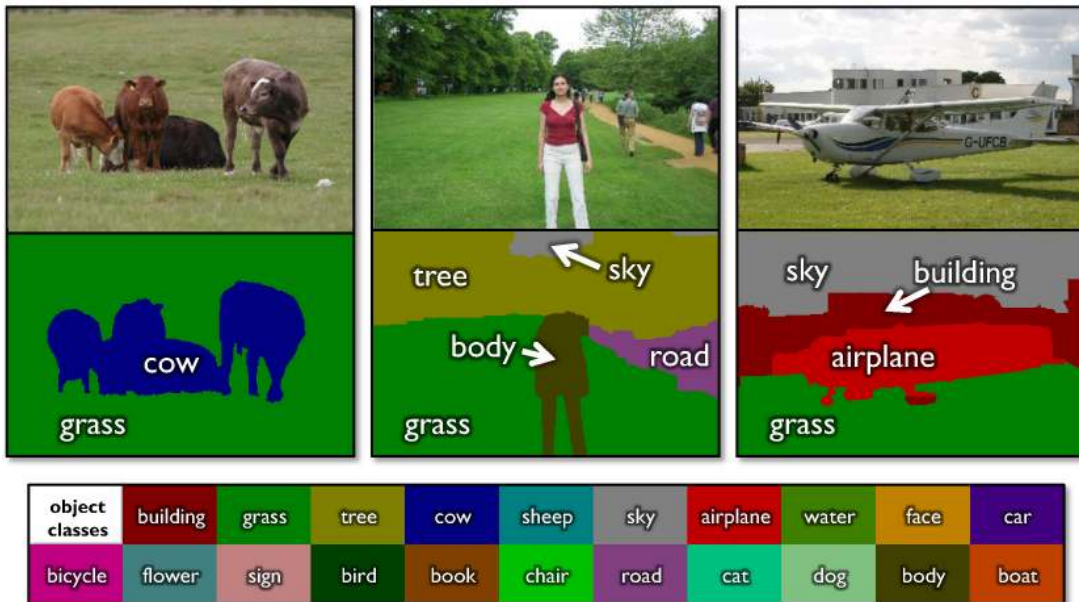 G-UFCB
tree
sky
body
road
grass
cow
grass
sky
building
airplane
grass
object classes
building
grass
tree
cow
sheep
sky
airplane
water
face
car
bicycle
flower
sign
bird
book
chair
road
cat
dog
body
boat